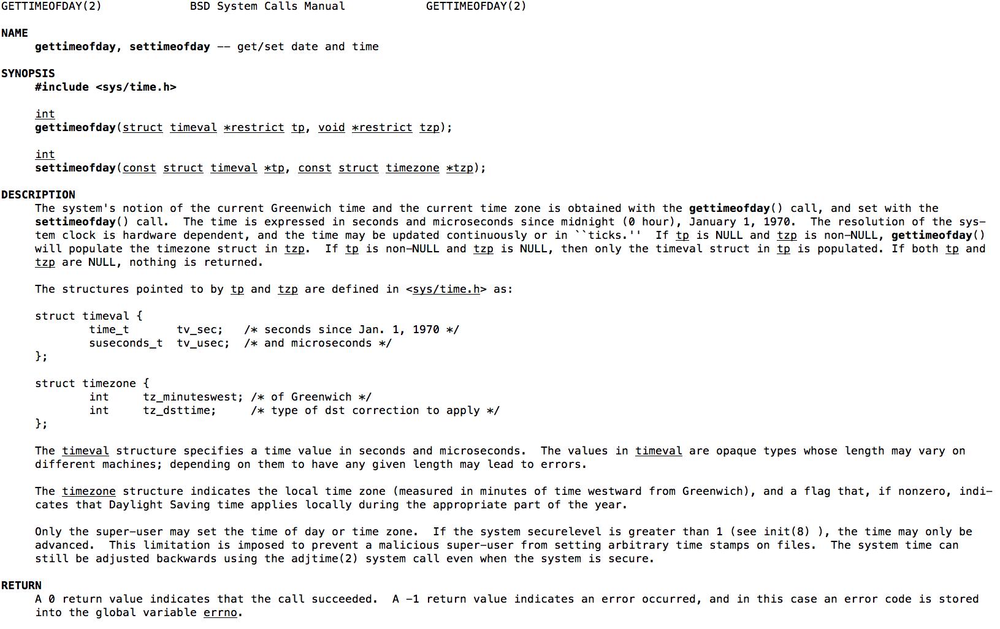 GETTIMEOFDAY(2) BSD System Calls Manual GETTIMEOFDAY(2)
NAME
gettimeofday, settimeofday -- get/set date and time
SYNOPSIS
#include <sys/time.h>
int
gettimeofday(struct timeval *restrict tp, void *restrict tzp);
int
settimeofday(const struct timeval *tp, const struct timezone *tzp);
DESCRIPTION
The system's notion of the current Greenwich time and the current time zone is obtained with the gettimeofday() call, and set with the
settimeofday() call.  The time is expressed in seconds and microseconds since midnight (0 hour), January 1, 1970.  The resolution of the sys-
tem clock is hardware dependent, and the time may be updated continuously or in ``ticks.''  If tp is NULL and tzp is non-NULL, gettimeofday()
will populate the timezone struct in tzp.  If tp is non-NULL and tzp is NULL, then only the timeval struct in tp is populated. If both tp and
tzp are NULL, nothing is returned.
The structures pointed to by tp and tzp are defined in <sys/time.h> as:
struct timeval {
time_t       tv_sec;   /* seconds since Jan. 1, 1970 */
suseconds_t  tv_usec;  /* and microseconds */
};
struct timezone {
int     tz_minuteswest; /* of Greenwich */
int     tz_dsttime;     /* type of dst correction to apply */
};
The timeval structure specifies a time value in seconds and microseconds.  The values in timeval are opaque types whose length may vary on
different machines; depending on them to have any given length may lead to errors.
The timezone structure indicates the local time zone (measured in minutes of time westward from Greenwich), and a flag that, if nonzero, indi-
cates that Daylight Saving time applies locally during the appropriate part of the year.
Only the super-user may set the time of day or time zone.  If the system securelevel is greater than 1 (see init(8) ), the time may only be
advanced.  This limitation is imposed to prevent a malicious super-user from setting arbitrary time stamps on files.  The system time can
still be adjusted backwards using the adjtime(2) system call even when the system is secure.
RETURN
A 0 return value indicates that the call succeeded.  A -1 return value indicates an error occurred, and in this case an error code is stored
into the global variable errno.